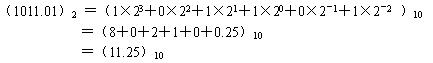 (1011.01)₂ = (1×2³+0×2²+1×2¹+1×2⁰+0×2⁻¹+1×2⁻² )₁₀
= (8+0+2+1+0+0.25)₁₀
= (11.25)₁₀